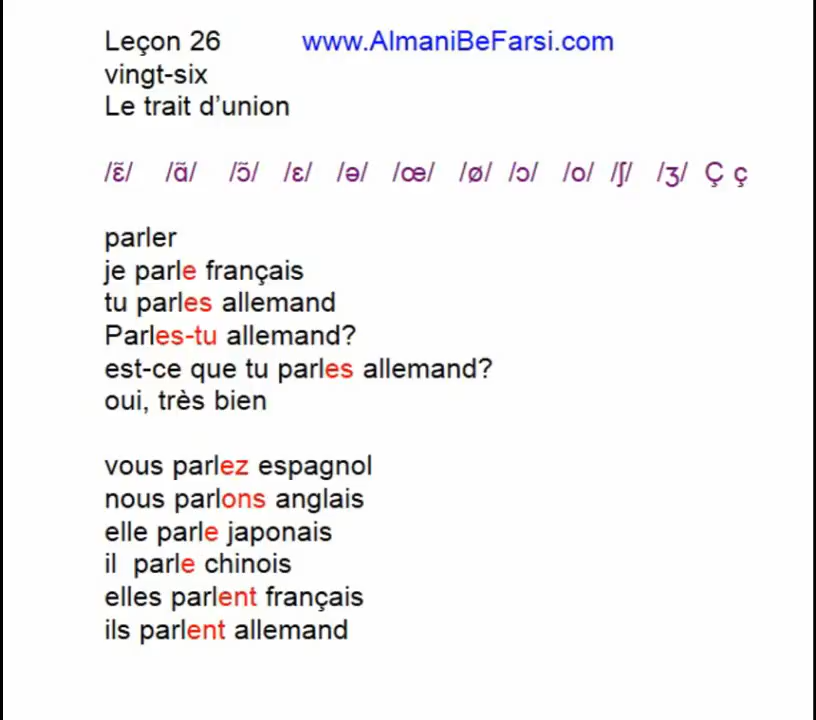 Leçon 26 www.AlmaniBeFarsi.com
vingt-six
Le trait d’union
/ɛ̃/ /ɑ̃/ /ɔ̃/ /ɛ/ /ə/ /œ/ /ø/ /ɔ/ /o/ /ʃ/ /ʒ/ Ç ç
parler
je parle français
tu parles allemand
Parles-tu allemand?
est-ce que tu parles allemand?
oui, très bien
vous parlez espagnol
nous parlons anglais
elle parle japonais
il parle chinois
elles parlent français
ils parlent allemand